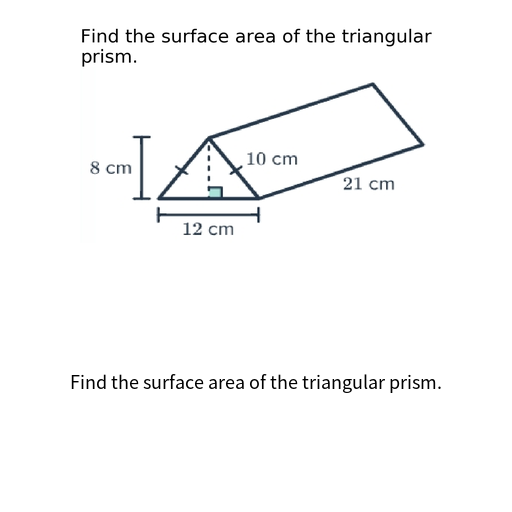 Find the surface area of the triangular
prism.
8 cm
10 cm
21 cm
12 cm
Find the surface area of the triangular prism.